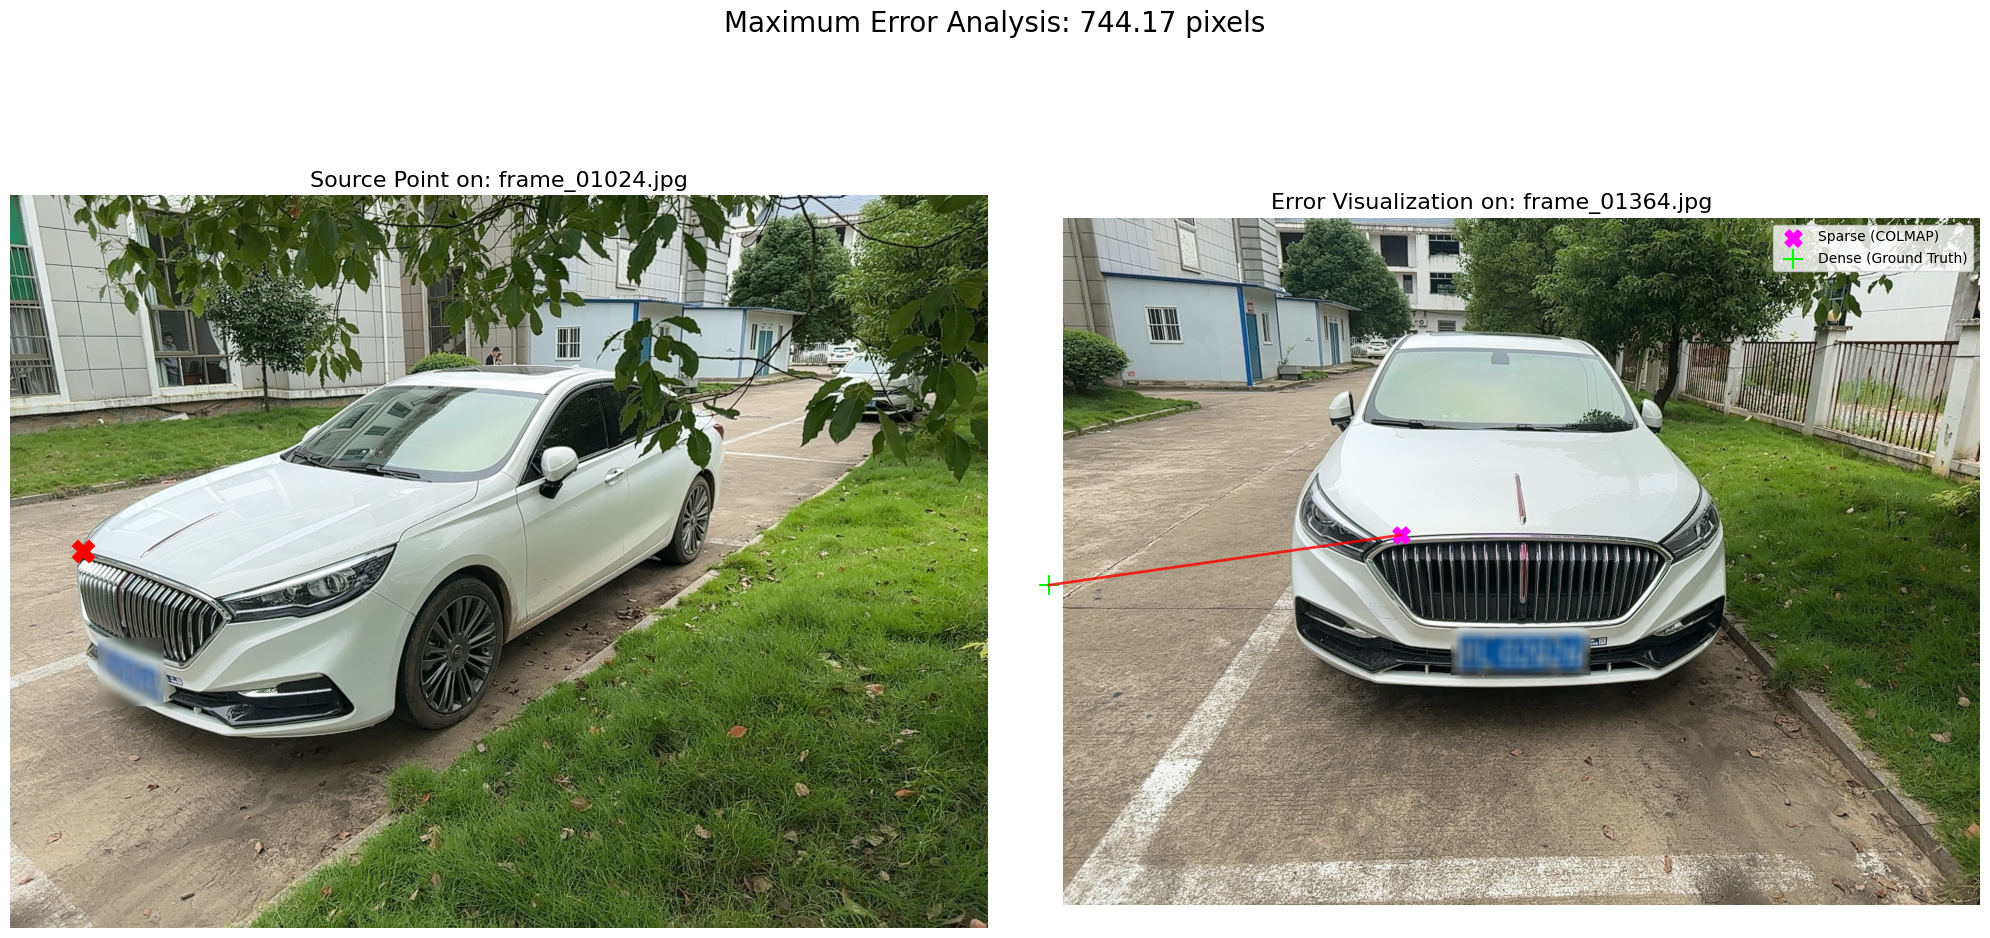 Maximum Error Analysis: 744.17 pixels
Source Point on: frame_01024.jpg
Error Visualization on: frame_01364.jpg
Sparse (COLMAP)
Dense (Ground Truth)